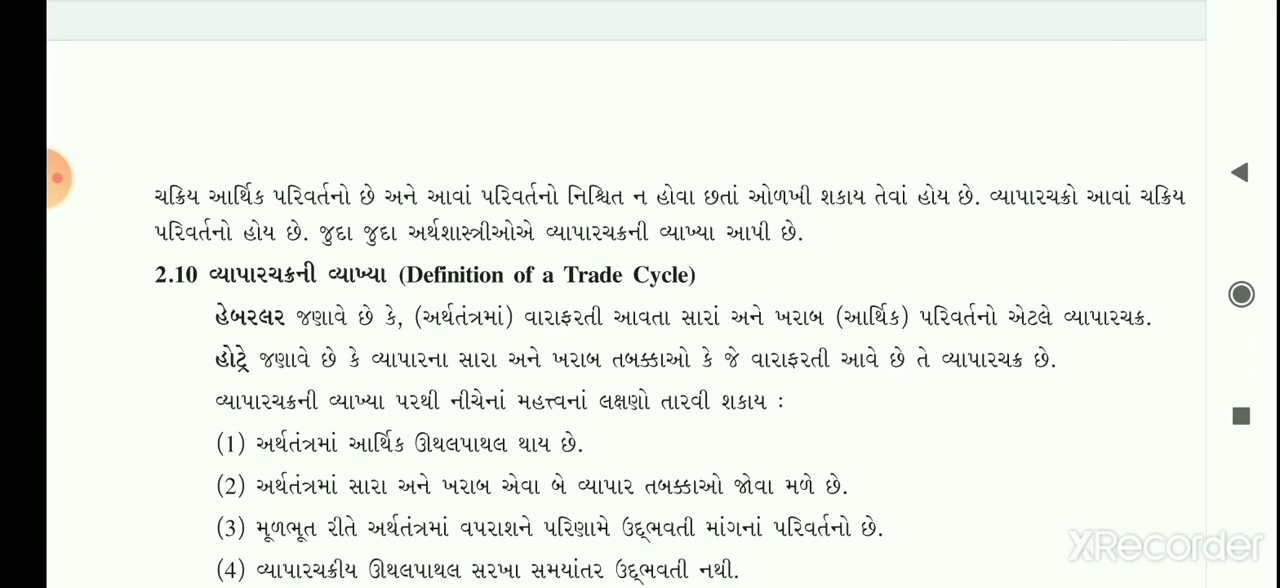 ચક્રિય આર્થિક પરિવર્તનો છે અને આવાં પરિવર્તનો નિશ્ચિત ન હોવા છતાં ઓળખી શકાય તેવાં હોય છે. વ્યાપારચક્રો આવાં ચક્રિય
પરિવર્તનો હોય છે. જુદા જુદા અર્થશાસ્ત્રીઓએ વ્યાપારચક્રની વ્યાખ્યા આપી છે.
2.10 વ્યાપારચક્રની વ્યાખ્યા (Definition of a Trade Cycle)
હેબરલર જણાવે છે કે, (અર્થતંત્રમાં) વારાફરતી આવતા સારાં અને ખરાબ (આર્થિક) પરિવર્તનો એટલે વ્યાપારચક્ર.
હોટ્રે જણાવે છે કે વ્યાપારના સારા અને ખરાબ તબક્કાઓ કે જે વારાફરતી આવે છે તે વ્યાપારચક્ર છે.
વ્યાપારચક્રની વ્યાખ્યા પરથી નીચેનાં મહત્ત્વનાં લક્ષણો તારવી શકાય :
(1) અર્થતંત્રમાં આર્થિક ઊથલપાથલ થાય છે.
(2) અર્થતંત્રમાં સારા અને ખરાબ એવા બે વ્યાપાર તબક્કાઓ જોવા મળે છે.
(3) મૂળભૂત રીતે અર્થતંત્રમાં વપરાશને પરિણામે ઉદ્ભવતી માંગનાં પરિવર્તનો છે.
(4) વ્યાપારચક્રીય ઊથલપાથલ સરખા સમયાંતર ઉદ્ભવતી નથી.
XRecorder